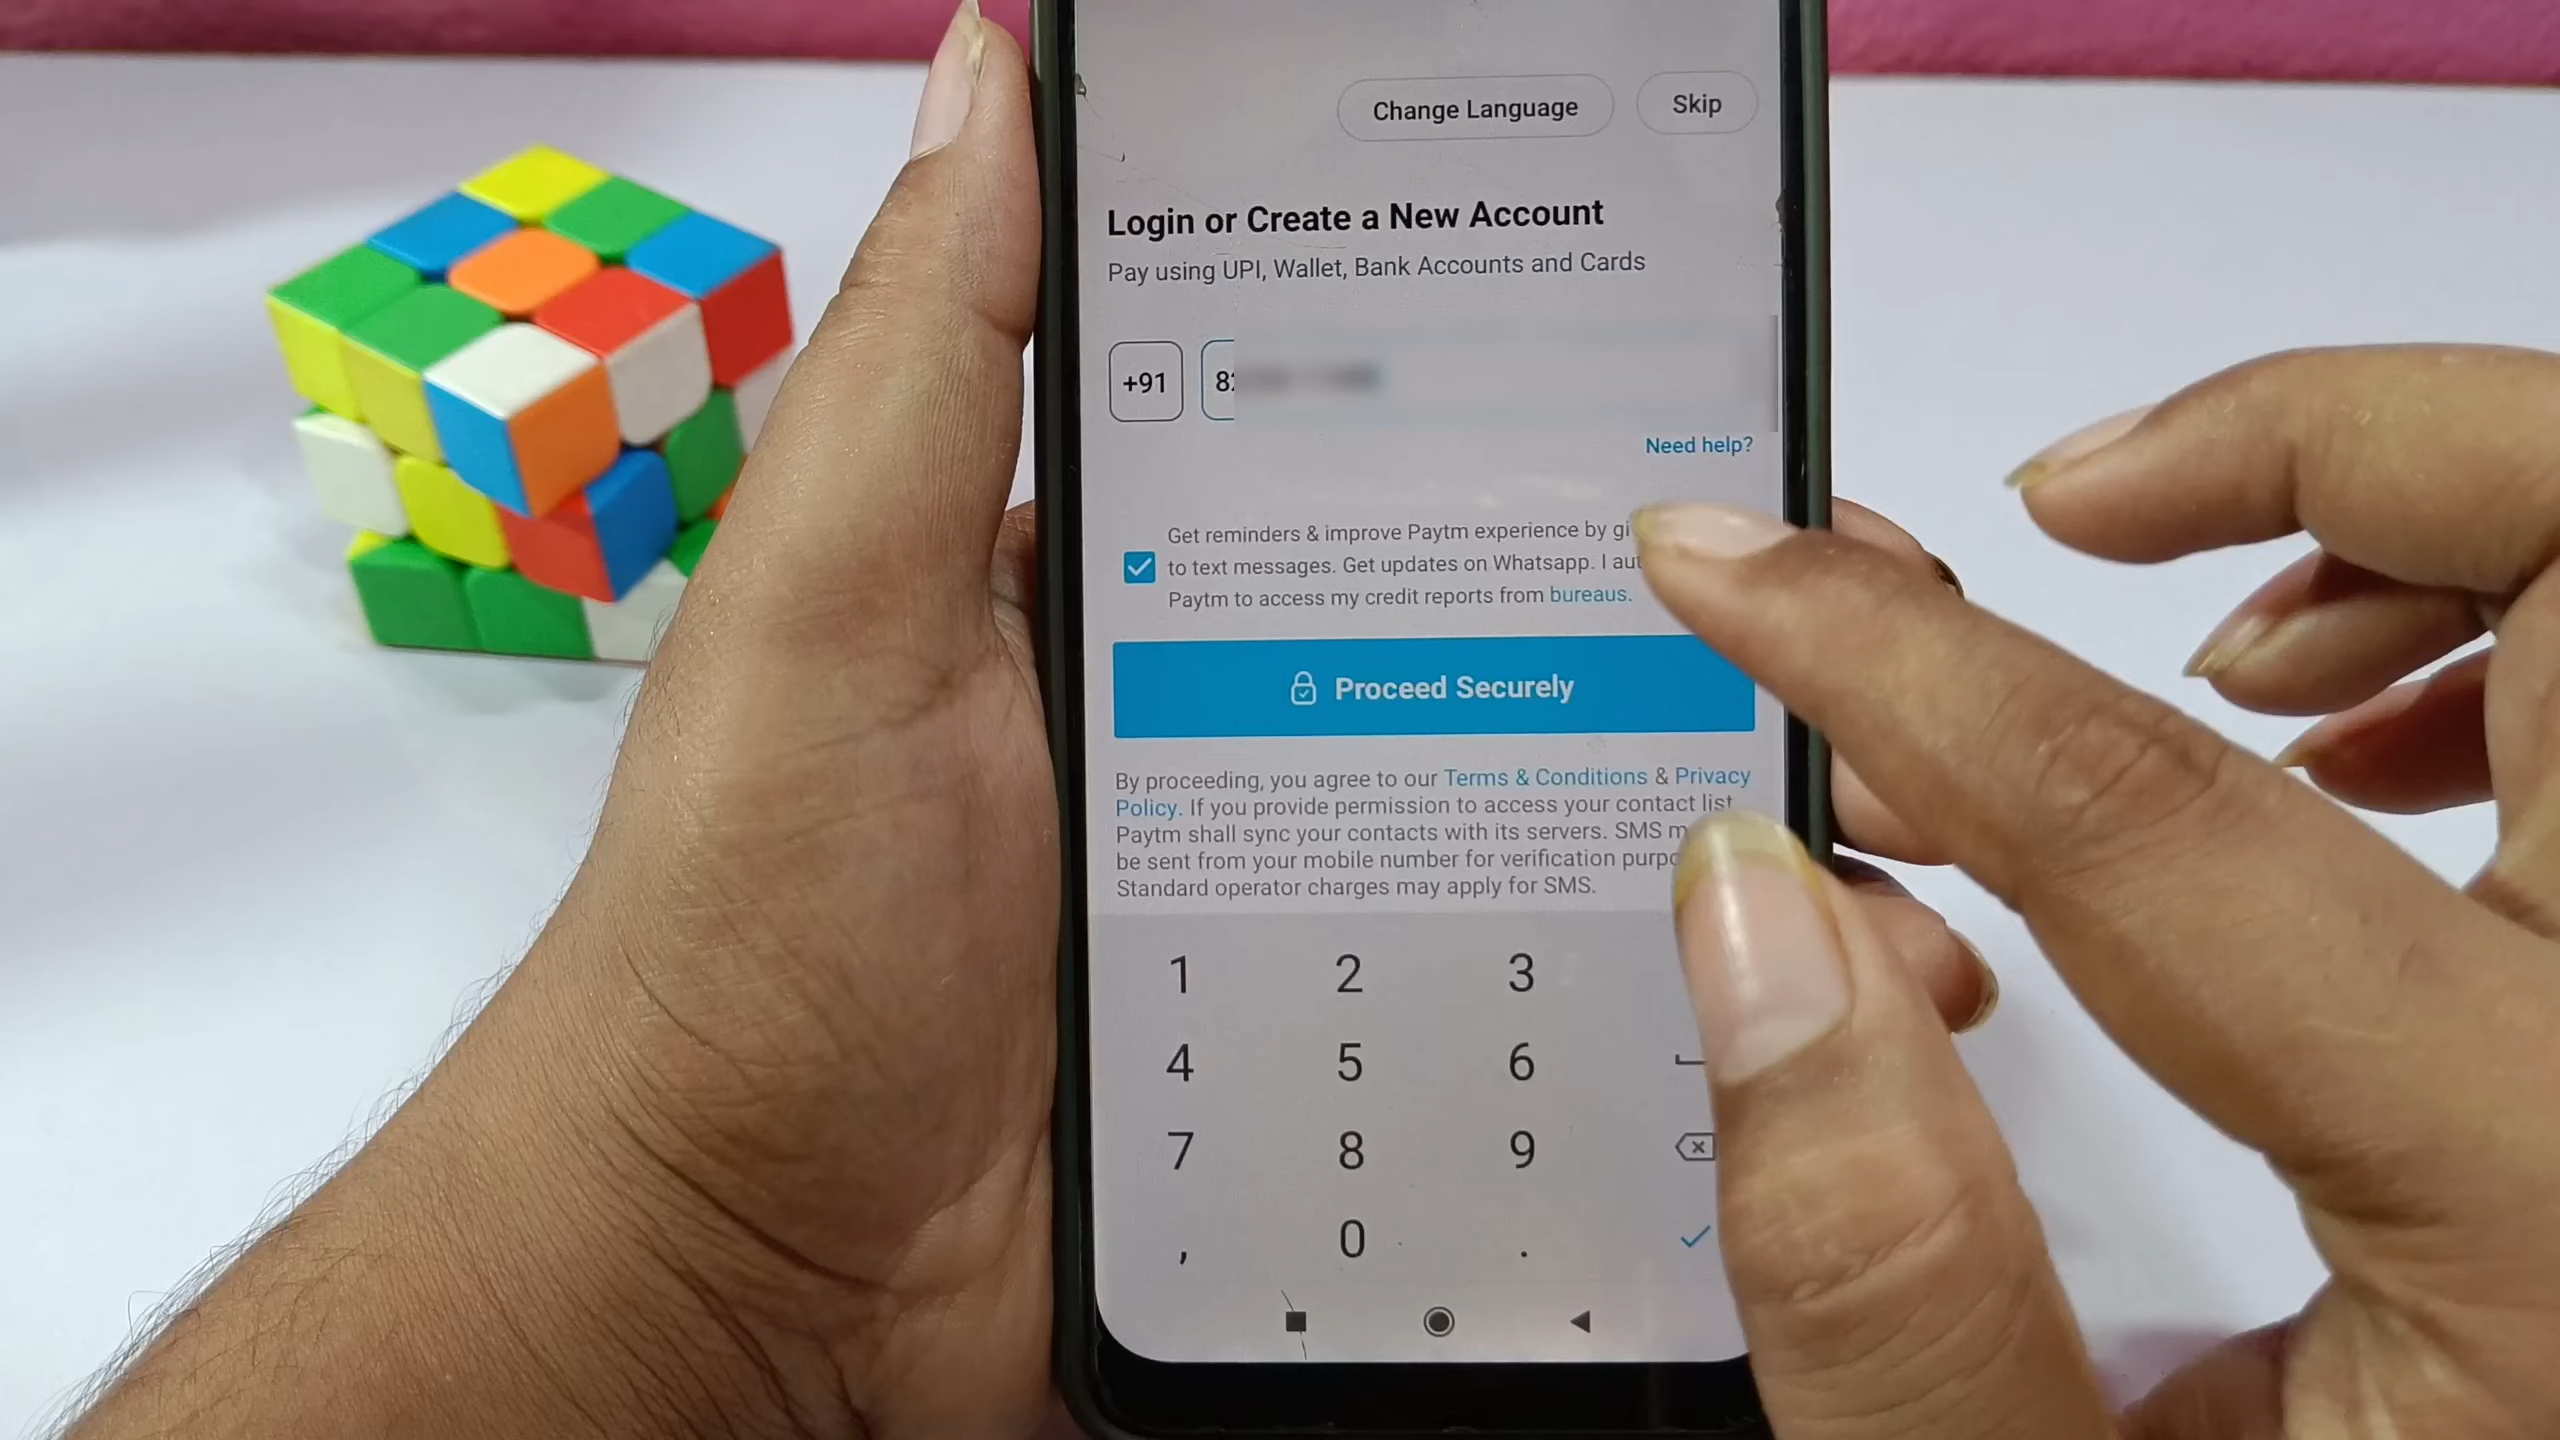 Change Language
Skip
Login or Create a New Account
Pay using UPI, Wallet, Bank Accounts and Cards
+91
8
Need help?
Get reminders & improve Paytm experience by gi
to text messages. Get updates on Whatsapp. I aut
Paytm to access my credit reports from bureaus.
Proceed Securely
By proceeding, you agree to our Terms & Conditions & Privacy
Policy. If you provide permission to access your contact list
Paytm shall sync your contacts with its servers. SMS m
be sent from your mobile number for verification purpo
Standard operator charges may apply for SMS.
1 2 3
4 5 6
7 8 9
, 0 .